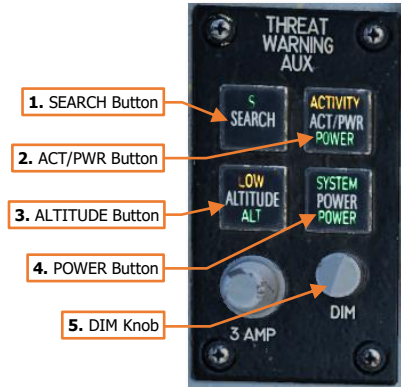 THREAT
WARNING
AUX
1. SEARCH Button
S
SEARCH
ACTIVITY
ACT/PWR
POWER
2. ACT/PWR Button
3. ALTITUDE Button
LOW
ALTITUDE
ALT
SYSTEM
POWER
POWER
4. POWER Button
5. DIM Knob
3 AMP
DIM